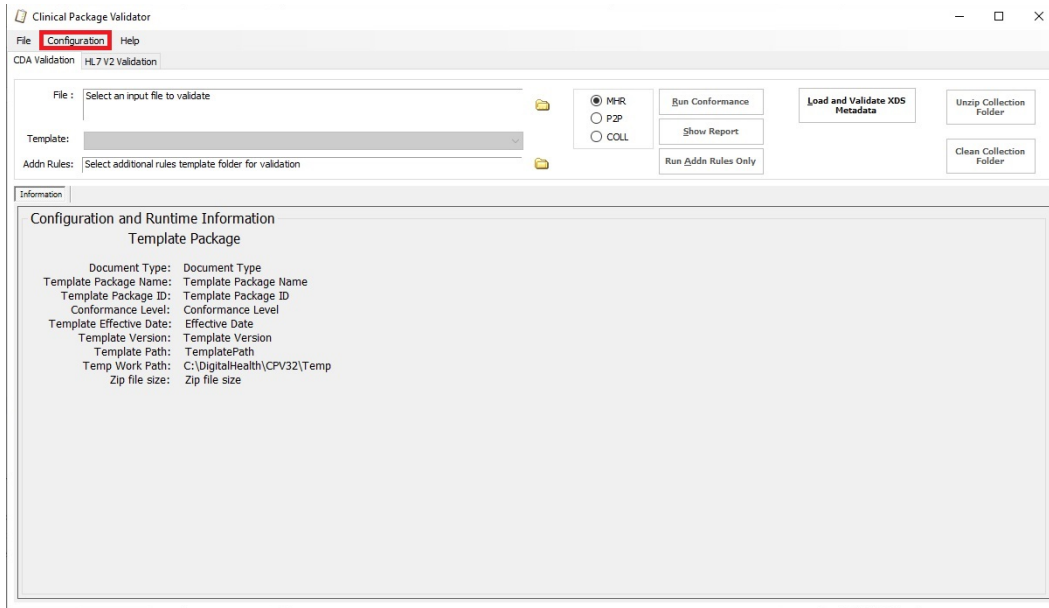 Clinical Package Validator
File Configuration Help
CDA Validation HL7 V2 Validation
File : Select an input file to validate
MHR
P2P
COLL
Run Conformance
Show Report
Run Addn Rules Only
Load and Validate XDS
Metadata
Unzip Collection
Folder
Clean Collection
Folder
Template:
Addn Rules: Select additional rules template folder for validation
Information
Configuration and Runtime Information
Template Package
Document Type: Document Type
Template Package Name: Template Package Name
Template Package ID: Template Package ID
Conformance Level: Conformance Level
Template Effective Date: Effective Date
Template Version: Template Version
Template Path: TemplatePath
Temp Work Path: C:\DigitalHealth\CPV32\Temp
Zip file size: Zip file size